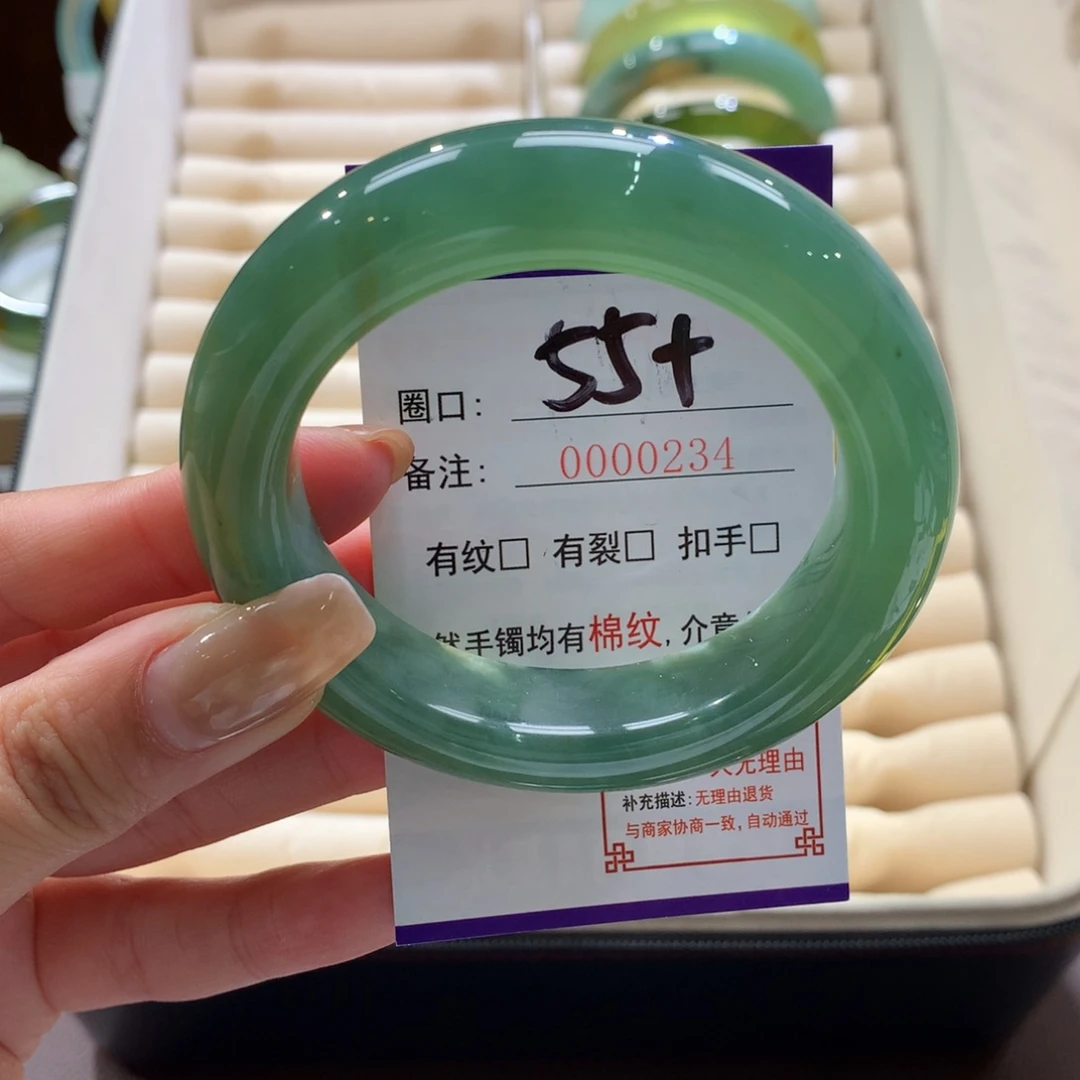 圈口: 55+
备注: 0000234
有纹□ 有裂□ 扣手□
手镯均有棉纹, 介意
无理由
补充描述: 无理由退货
与商家协商一致, 自动通过